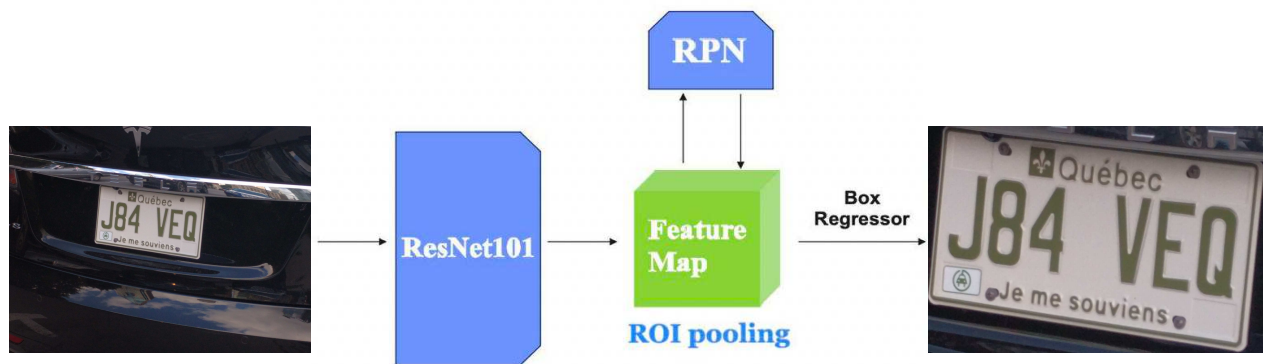 Québec
J84 VEQ
Je me souviens
ResNet101
RPN
Feature
Map
ROI pooling
Box
Regressor
Québec
J84 VEQ
Je me souviens